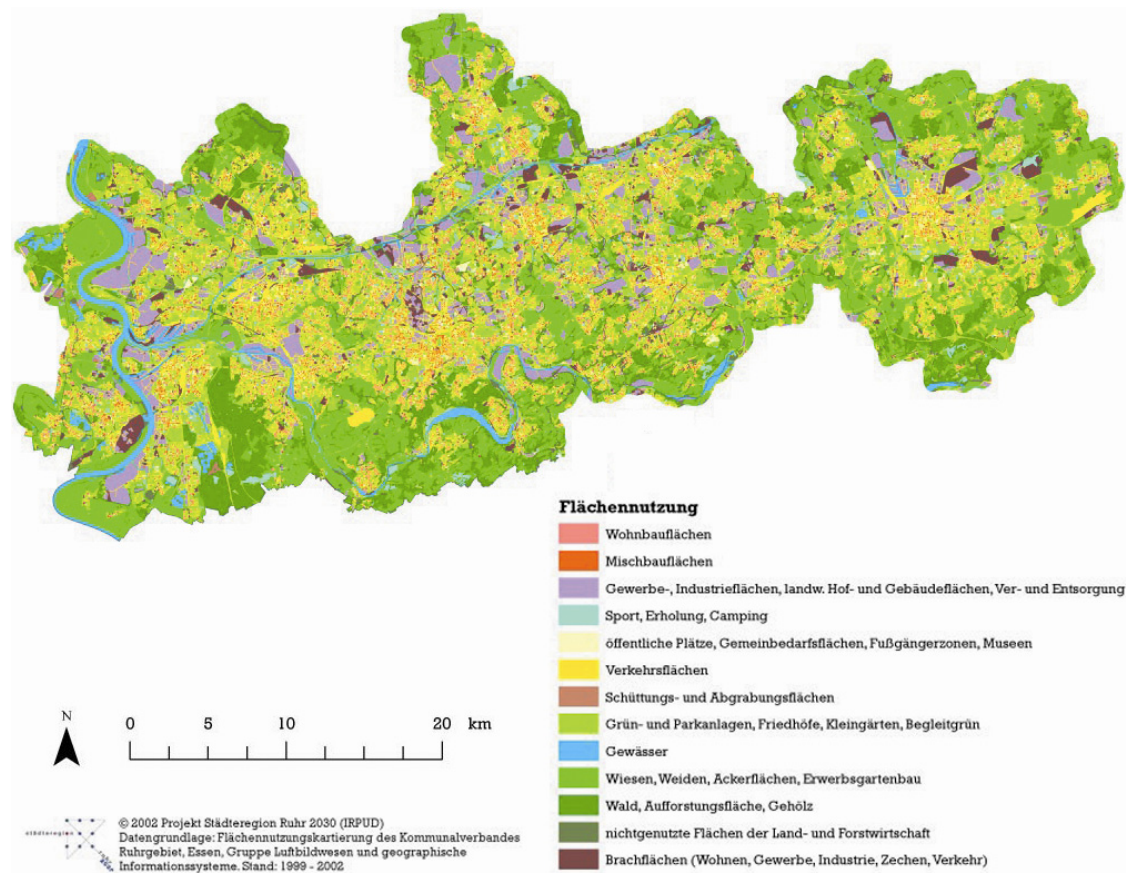 Flächennutzung
Wohnbauflächen
Mischbauflächen
Gewerbe-, Industrieflächen, landw. Hof- und Gebäudeflächen, Ver- und Entsorgung
Sport, Erholung, Camping
öffentliche Plätze, Gemeinbedarfsflächen, Fußgängerzonen, Museen
Verkehrsflächen
Schüttungs- und Abgrabungsflächen
Grün- und Parkanlagen, Friedhöfe, Kleingärten, Begleitgrün
Gewässer
Wiesen, Weiden, Ackerflächen, Erwerbsgartenbau
Wald, Aufforstungsfläche, Gehölz
nichtgenutzte Flächen der Land- und Forstwirtschaft
Brachflächen (Wohnen, Gewerbe, Industrie, Zechen, Verkehr)
N
0 5 10 20 km
städteregion
© 2002 Projekt Städteregion Ruhr 2030 (IRPUD)
Datengrundlage: Flächennutzungskartierung des Kommunalverbandes
Ruhrgebiet, Essen, Gruppe Luftbildwesen und geographische
Informationssysteme. Stand: 1999 - 2002